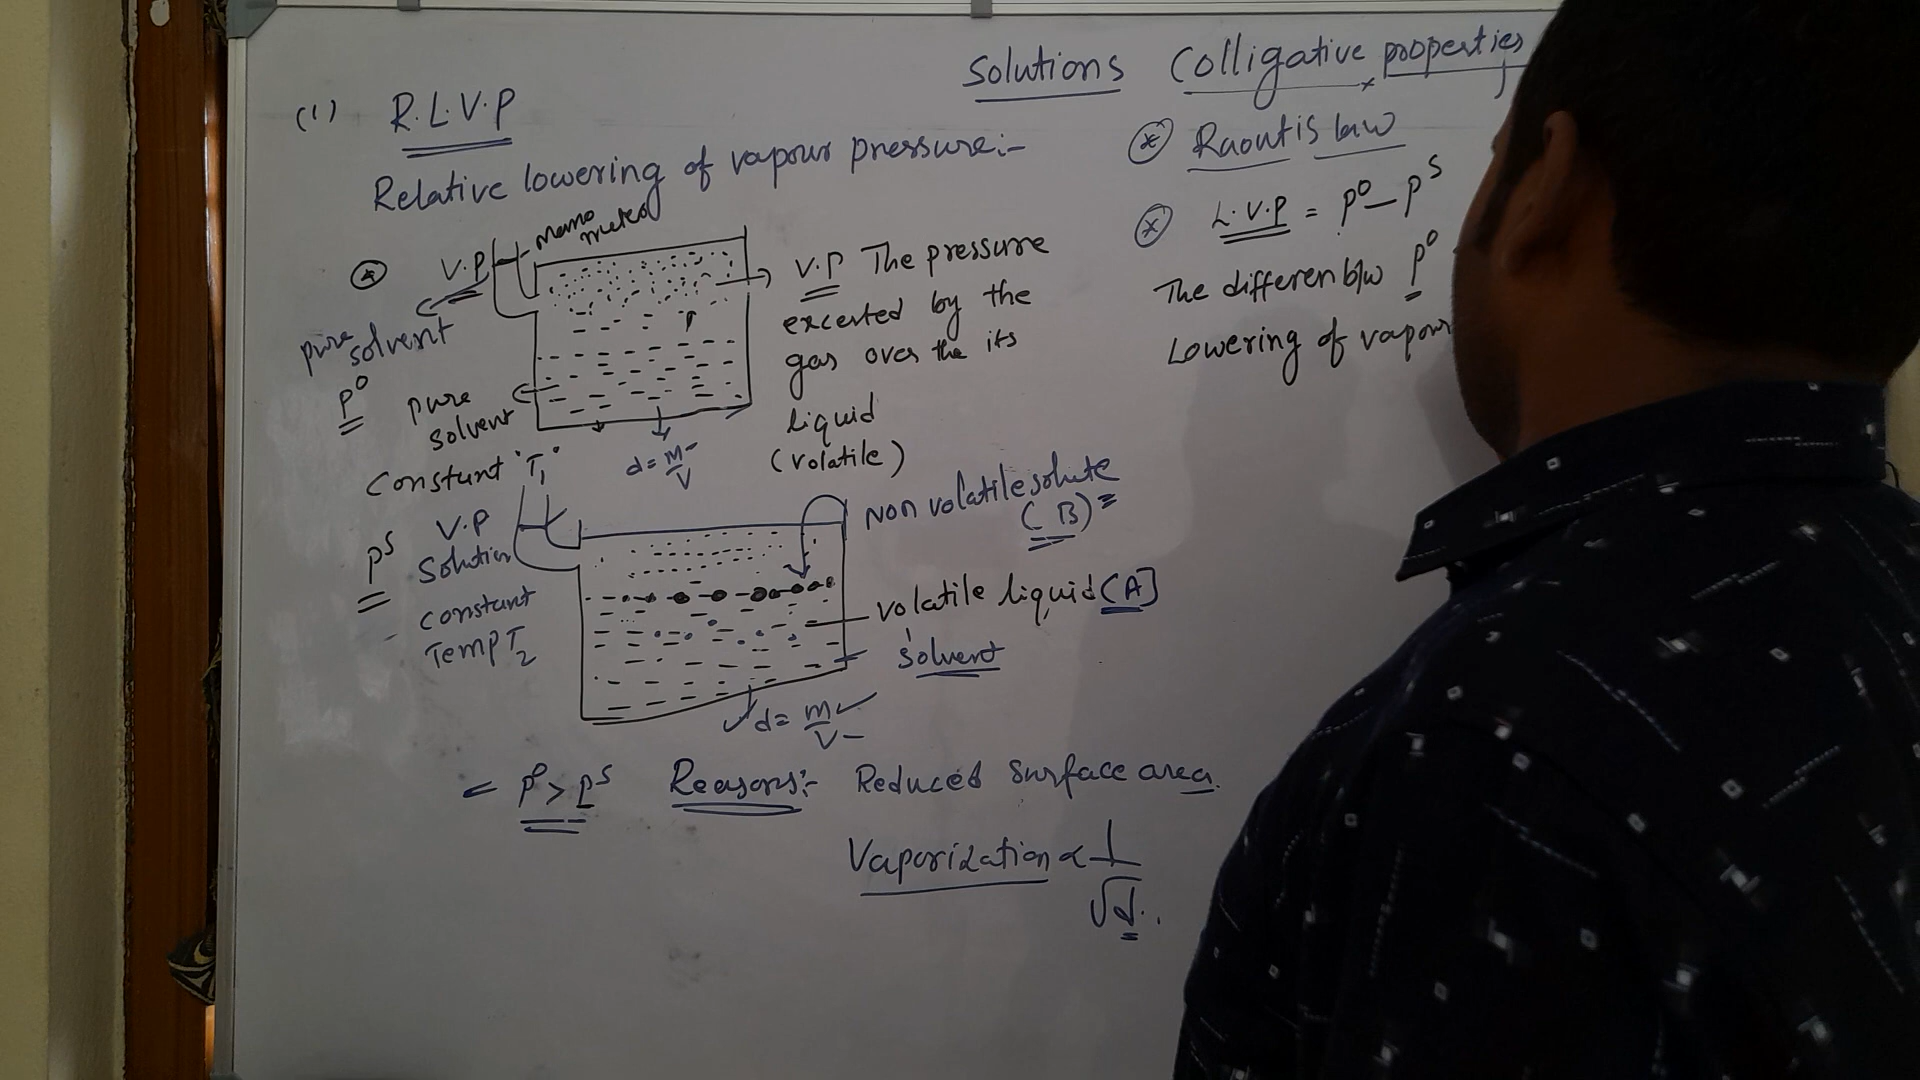 Solutions Colligative properties
(1) R.L.V.P
Relative lowering of vapour pressure:-
mano
meter
V.P
pure
solvent
P⁰
pure
solvent
Constant 'T₁'
d = m/V
V.P The pressure
excerted by the
gas over the its
liquid
(volatile)
Pˢ V.P
Solution
constant
Temp T₂
Non volatile solute
(B)
volatile liquid (A)
solvent
d = m/V
= P⁰ > Pˢ Reasons:- Reduced surface area.
Vaporization ∝ 1/√d.
Raoutis law
L.V.P = P⁰ - Pˢ
The differen b/w P⁰
Lowering of vapour